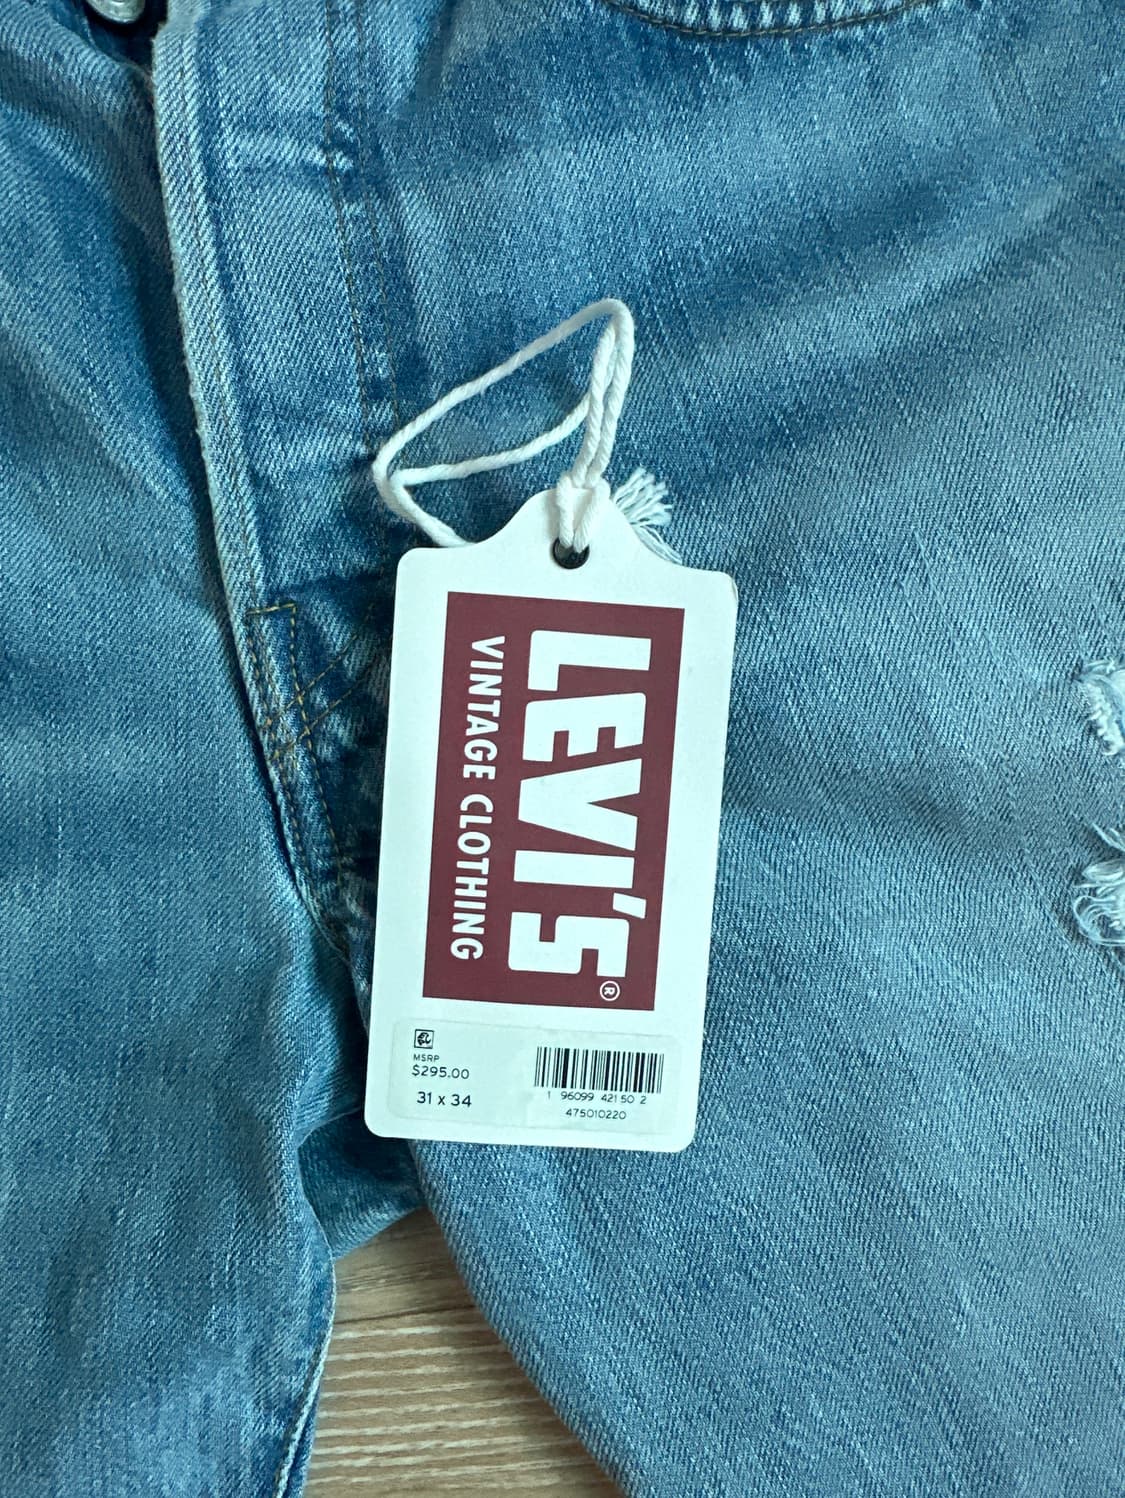 LEVI'S®
VINTAGE CLOTHING
MSRP
$295.00
31 x 34
1 96099 42150 2
475010220